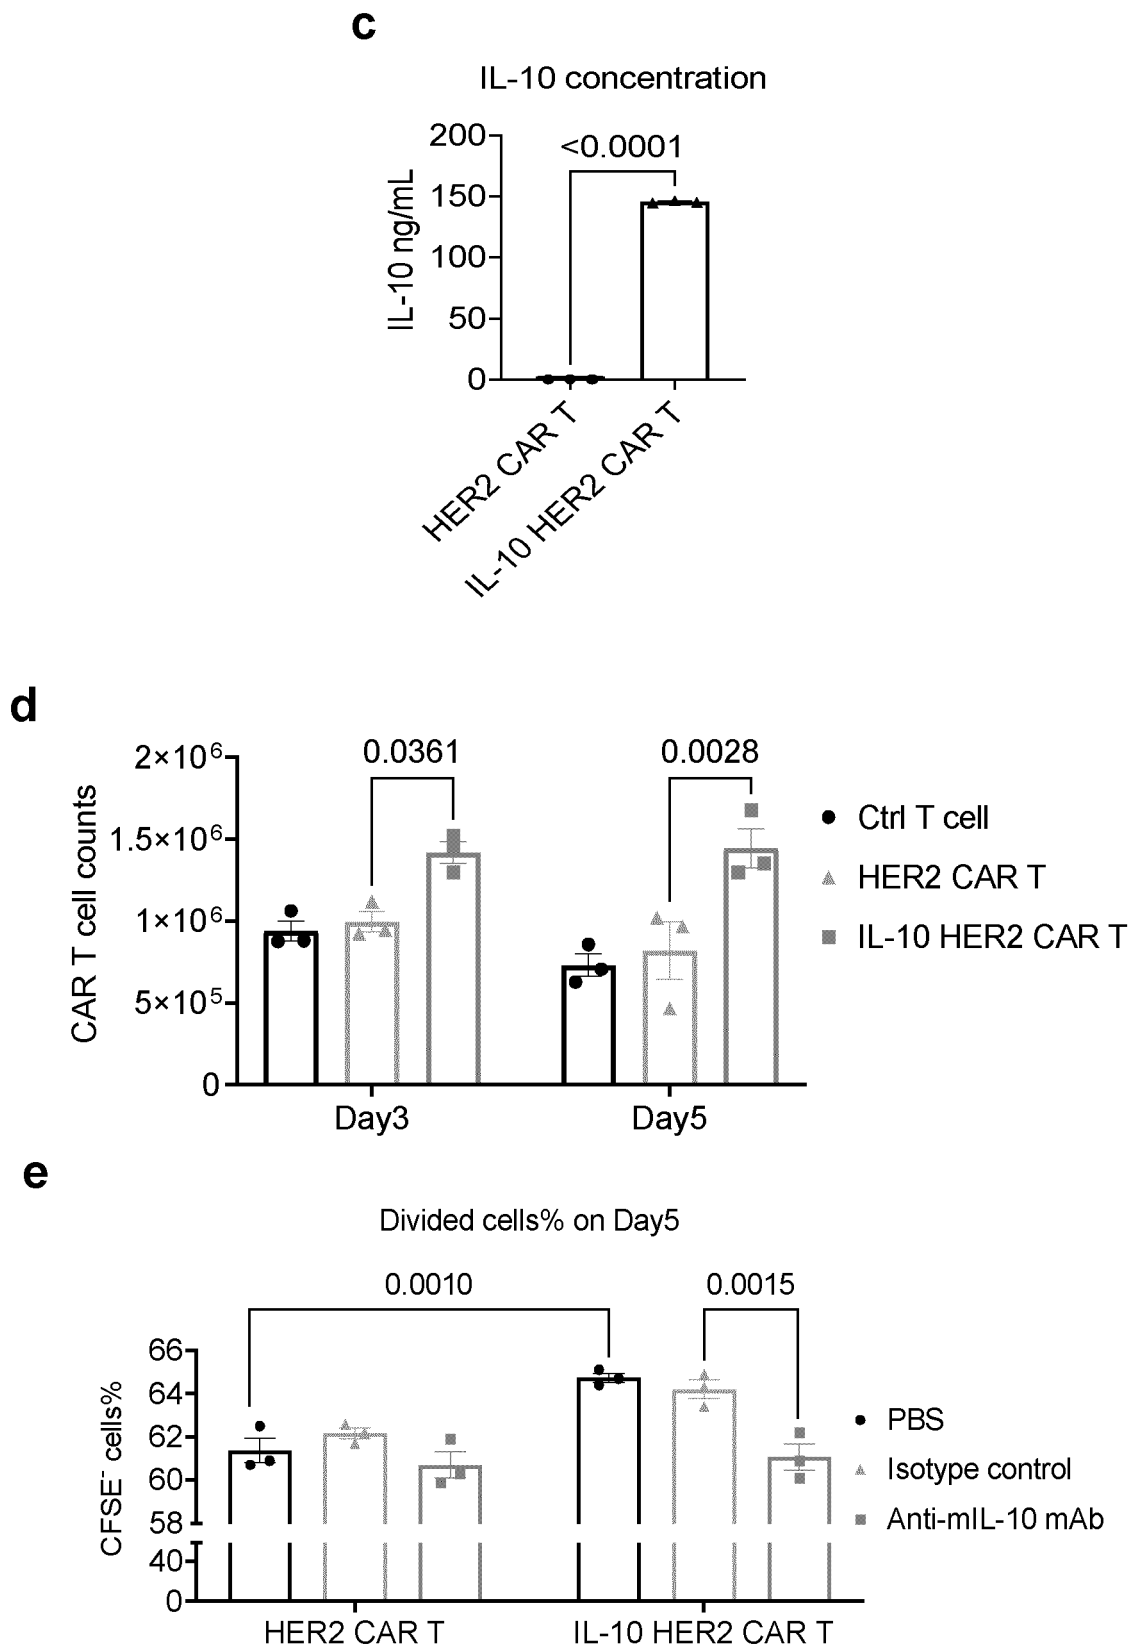 c
IL-10 concentration
<0.0001
200
150
100
50
0
IL-10 ng/mL
HER2 CAR T
IL-10 HER2 CAR T
d
0.0361
0.0028
2×10⁶
1.5×10⁶
1×10⁶
5×10⁵
0
CAR T cell counts
Day3
Day5
Ctrl T cell
HER2 CAR T
IL-10 HER2 CAR T
e
Divided cells% on Day5
0.0010
0.0015
66
64
62
60
58
40
0
CFSE⁻ cells%
HER2 CAR T
IL-10 HER2 CAR T
PBS
Isotype control
Anti-mIL-10 mAb